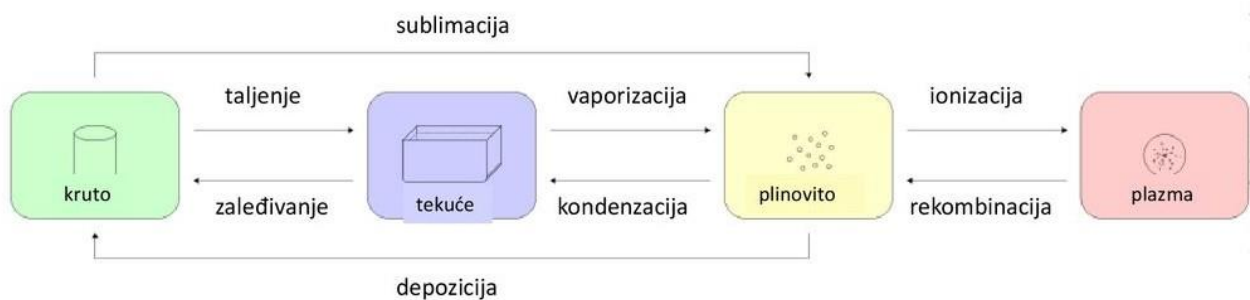 sublimacija
taljenje
vaporizacija
ionizacija
kruto
zaleđivanje
tekuće
kondenzacija
plinovito
rekombinacija
plazma
depozicija